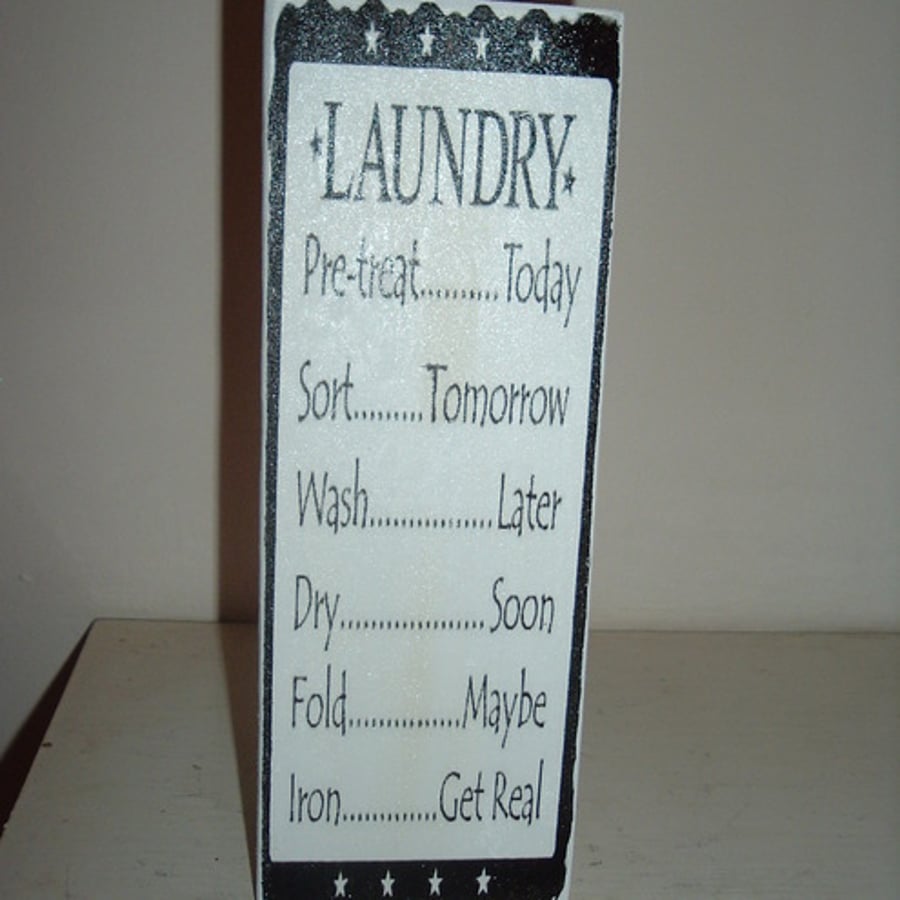 LAUNDRY
Pre-treat..........Today
Sort.........Tomorrow
Wash................Later
Dry...................Soon
Fold...............Maybe
Iron.............Get Real